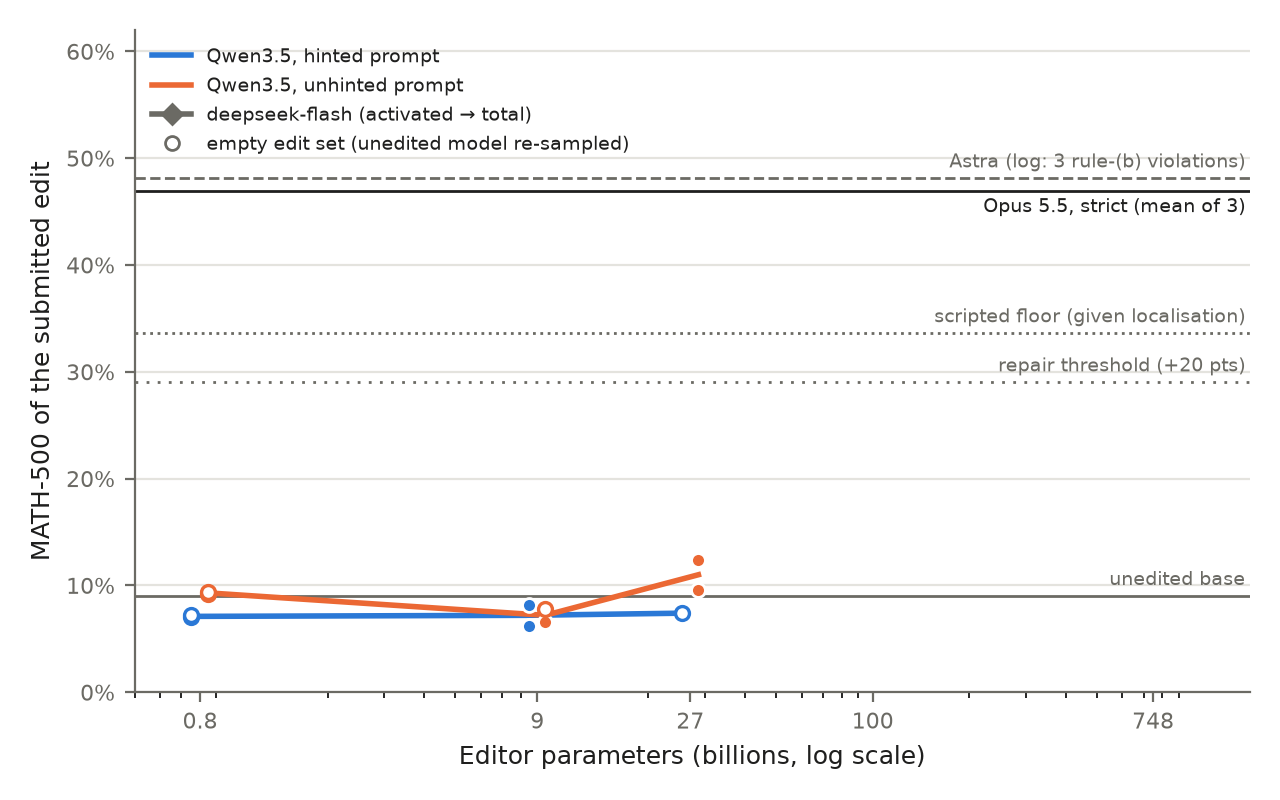 60%
50%
40%
30%
20%
10%
0%
MATH-500 of the submitted edit
Qwen3.5, hinted prompt
Qwen3.5, unhinted prompt
deepseek-flash (activated → total)
empty edit set (unedited model re-sampled)
Astra (log: 3 rule-(b) violations)
Opus 5.5, strict (mean of 3)
scripted floor (given localisation)
repair threshold (+20 pts)
unedited base
0.8 9 27 100 748
Editor parameters (billions, log scale)